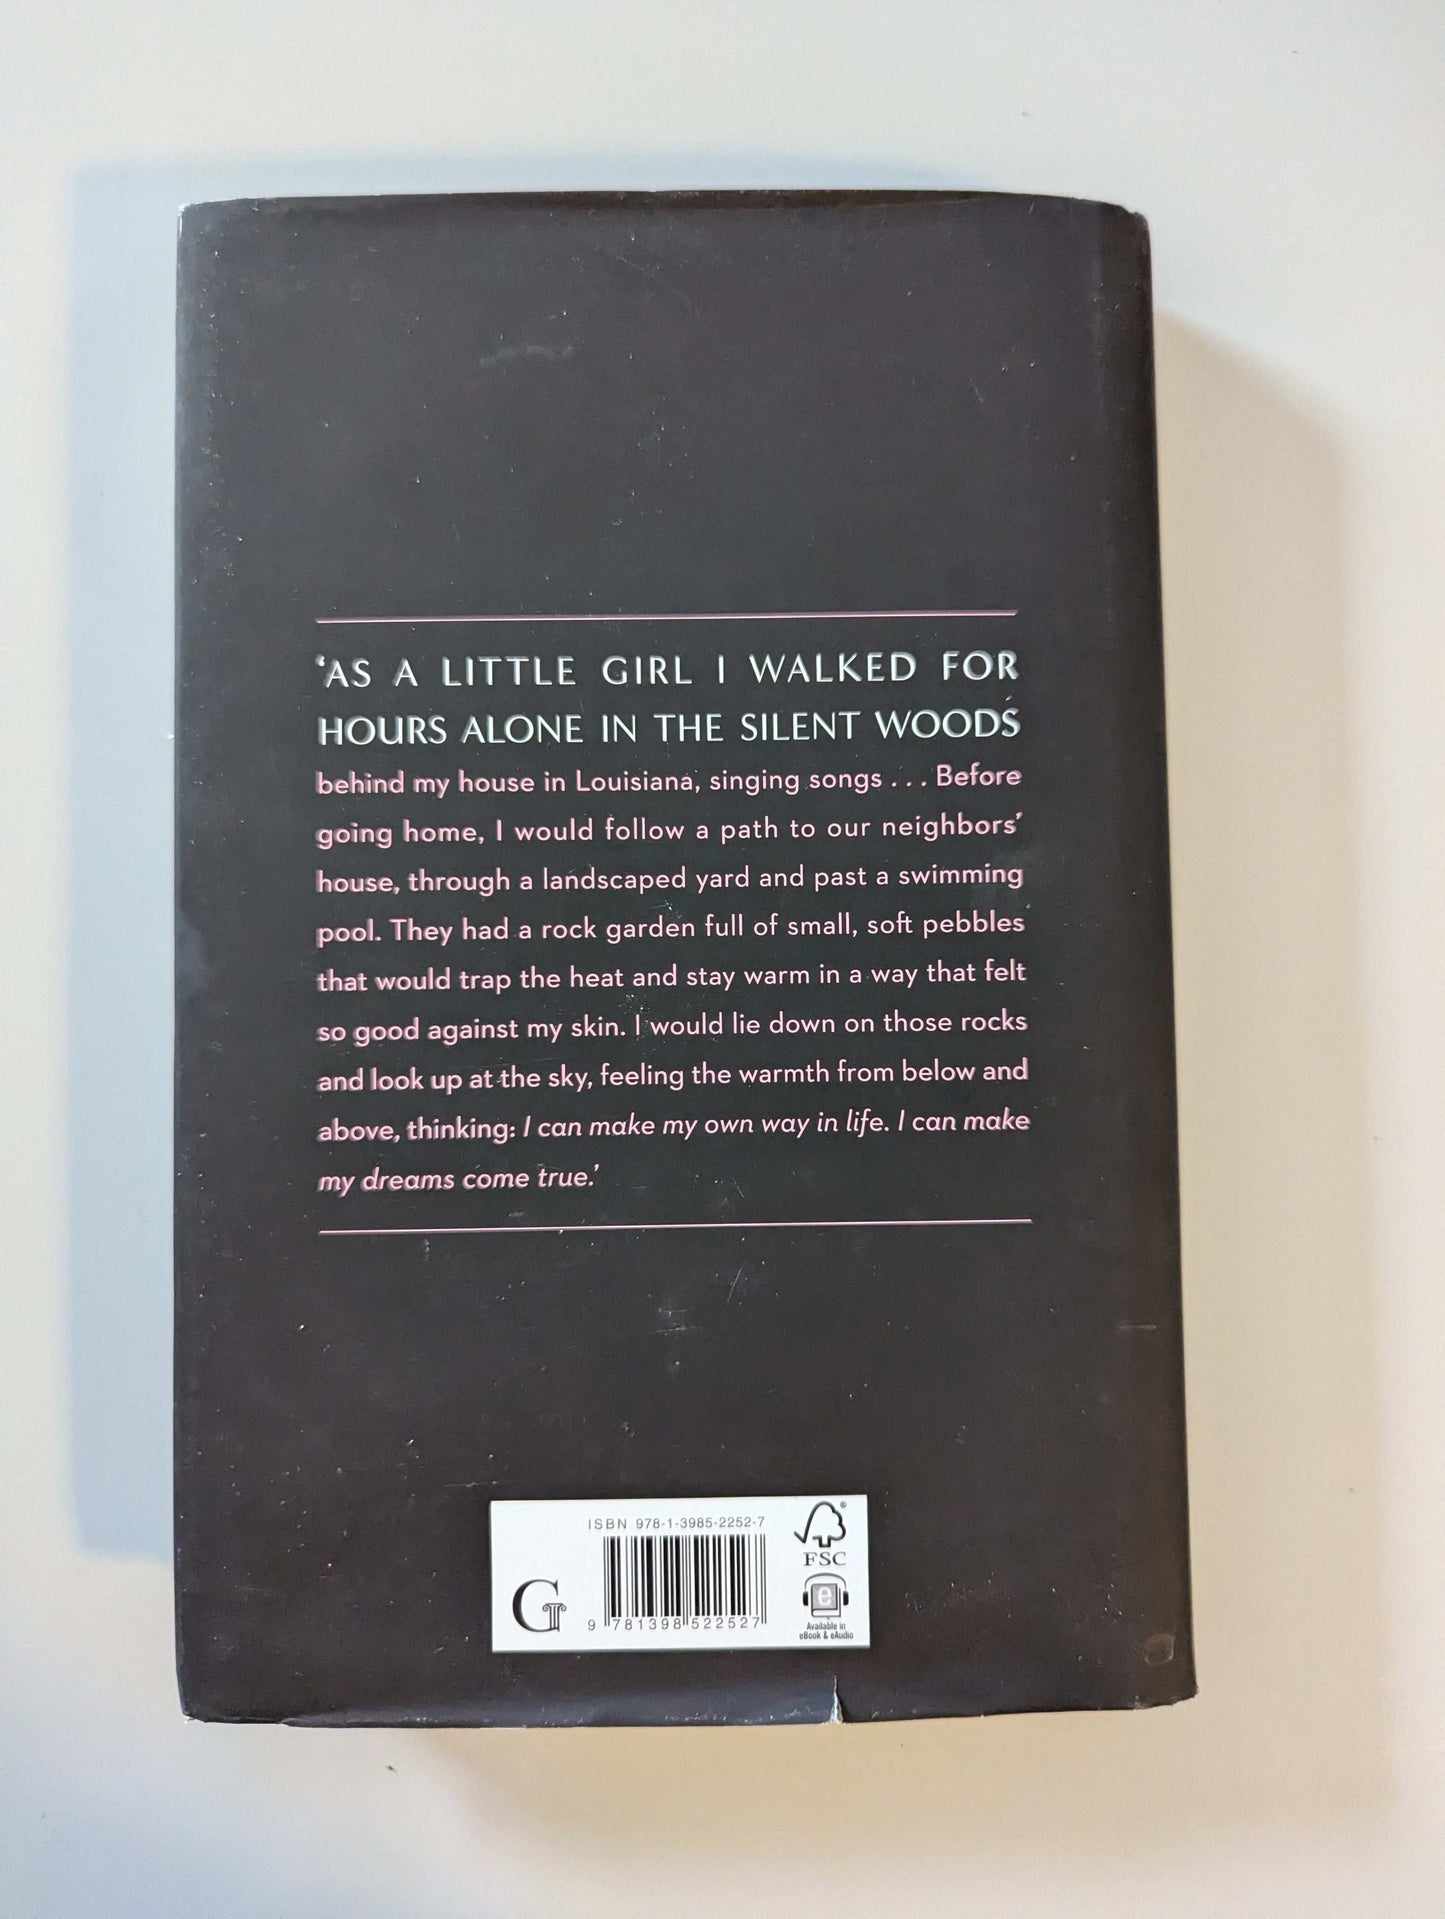 ‘AS A LITTLE GIRL I WALKED FOR
HOURS ALONE IN THE SILENT WOODS
behind my house in Louisiana, singing songs . . . Before
going home, I would follow a path to our neighbors’
house, through a landscaped yard and past a swimming
pool. They had a rock garden full of small, soft pebbles
that would trap the heat and stay warm in a way that felt
so good against my skin. I would lie down on those rocks
and look up at the sky, feeling the warmth from below and
above, thinking: I can make my own way in life. I can make
my dreams come true.’
ISBN 978-1-3985-2252-7
G
9 781398 522527
FSC
®
e
Available in
eBook & eAudio